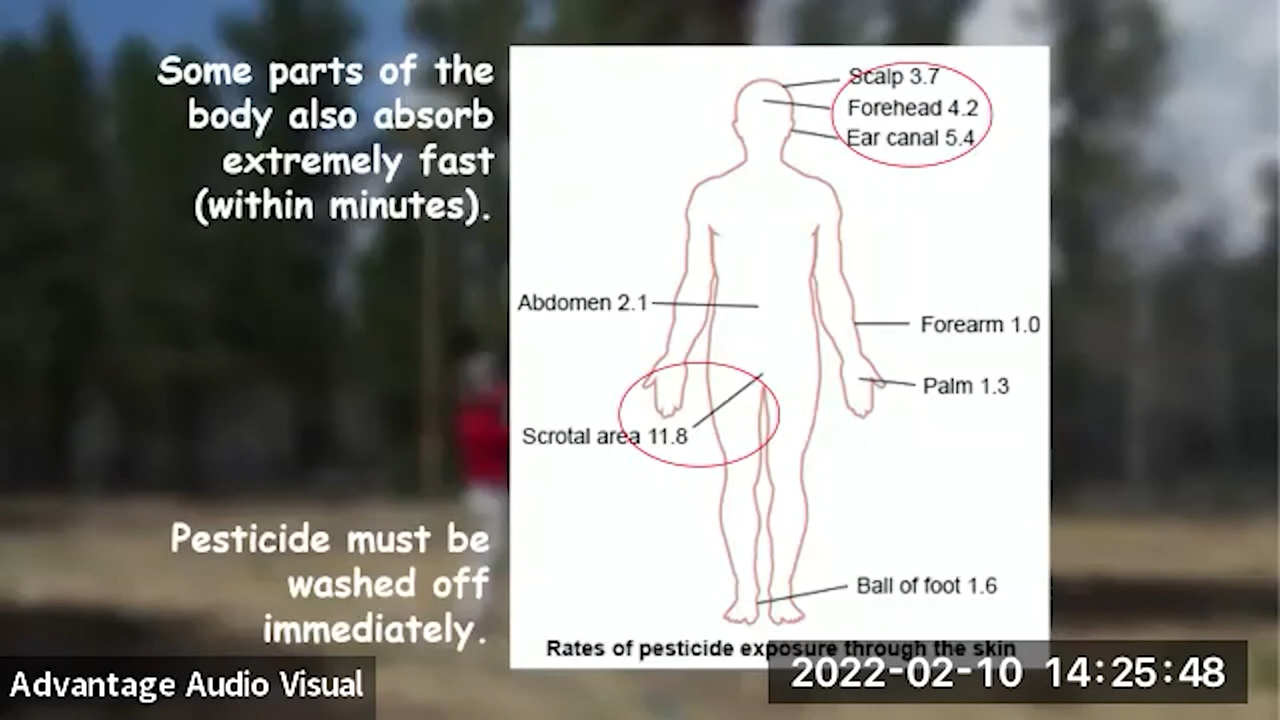 Some parts of the
body also absorb
extremely fast
(within minutes).
Scalp 3.7
Forehead 4.2
Ear canal 5.4
Abdomen 2.1
Forearm 1.0
Palm 1.3
Scrotal area 11.8
Pesticide must be
washed off
immediately.
Ball of foot 1.6
Rates of pesticide exposure through the skin
Advantage Audio Visual
2022-02-10 14:25:48